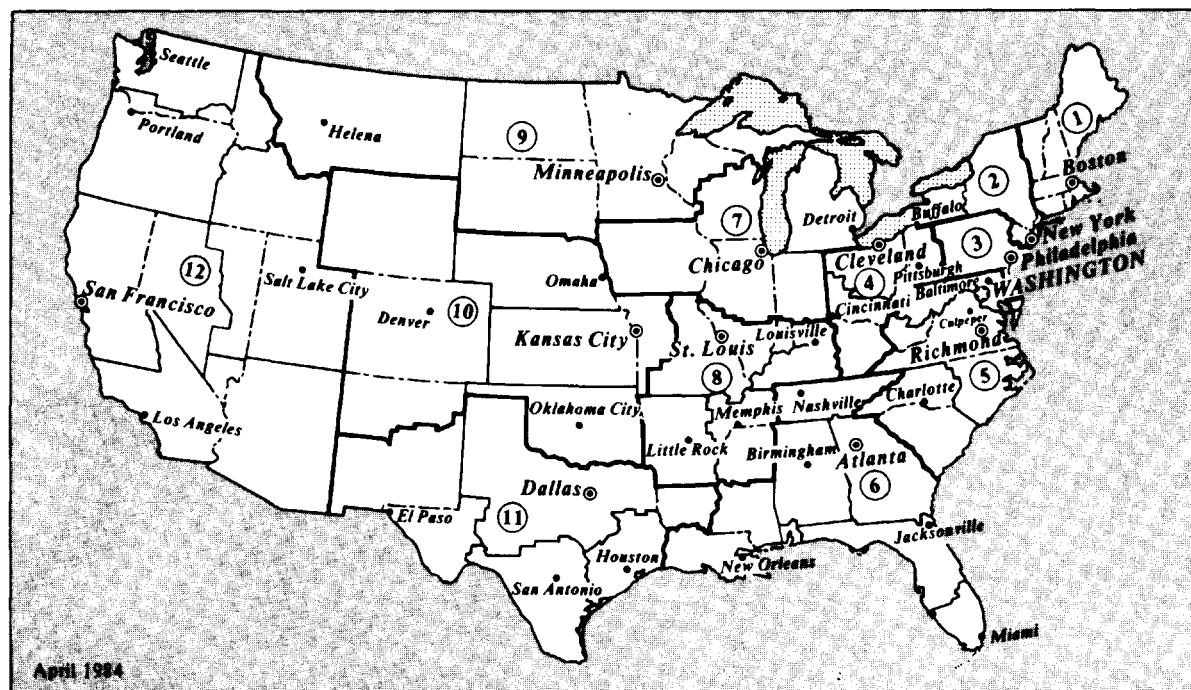 Seattle
Portland
Helena
9
1
Minneapolis
Boston
2
7
Detroit
Buffalo
New York
3
Philadelphia
Cleveland
Chicago
4
Pittsburgh
WASHINGTON
12
Salt Lake City
Omaha
Baltimore
Cincinnati
San Francisco
Denver
10
Kansas City
St. Louis
Louisville
Culpeper
Richmond
8
5
Los Angeles
Oklahoma City
Memphis
Nashville
Charlotte
Little Rock
Birmingham
Atlanta
Dallas
6
11
El Paso
Jacksonville
Houston
New Orleans
San Antonio
Miami
April 1984